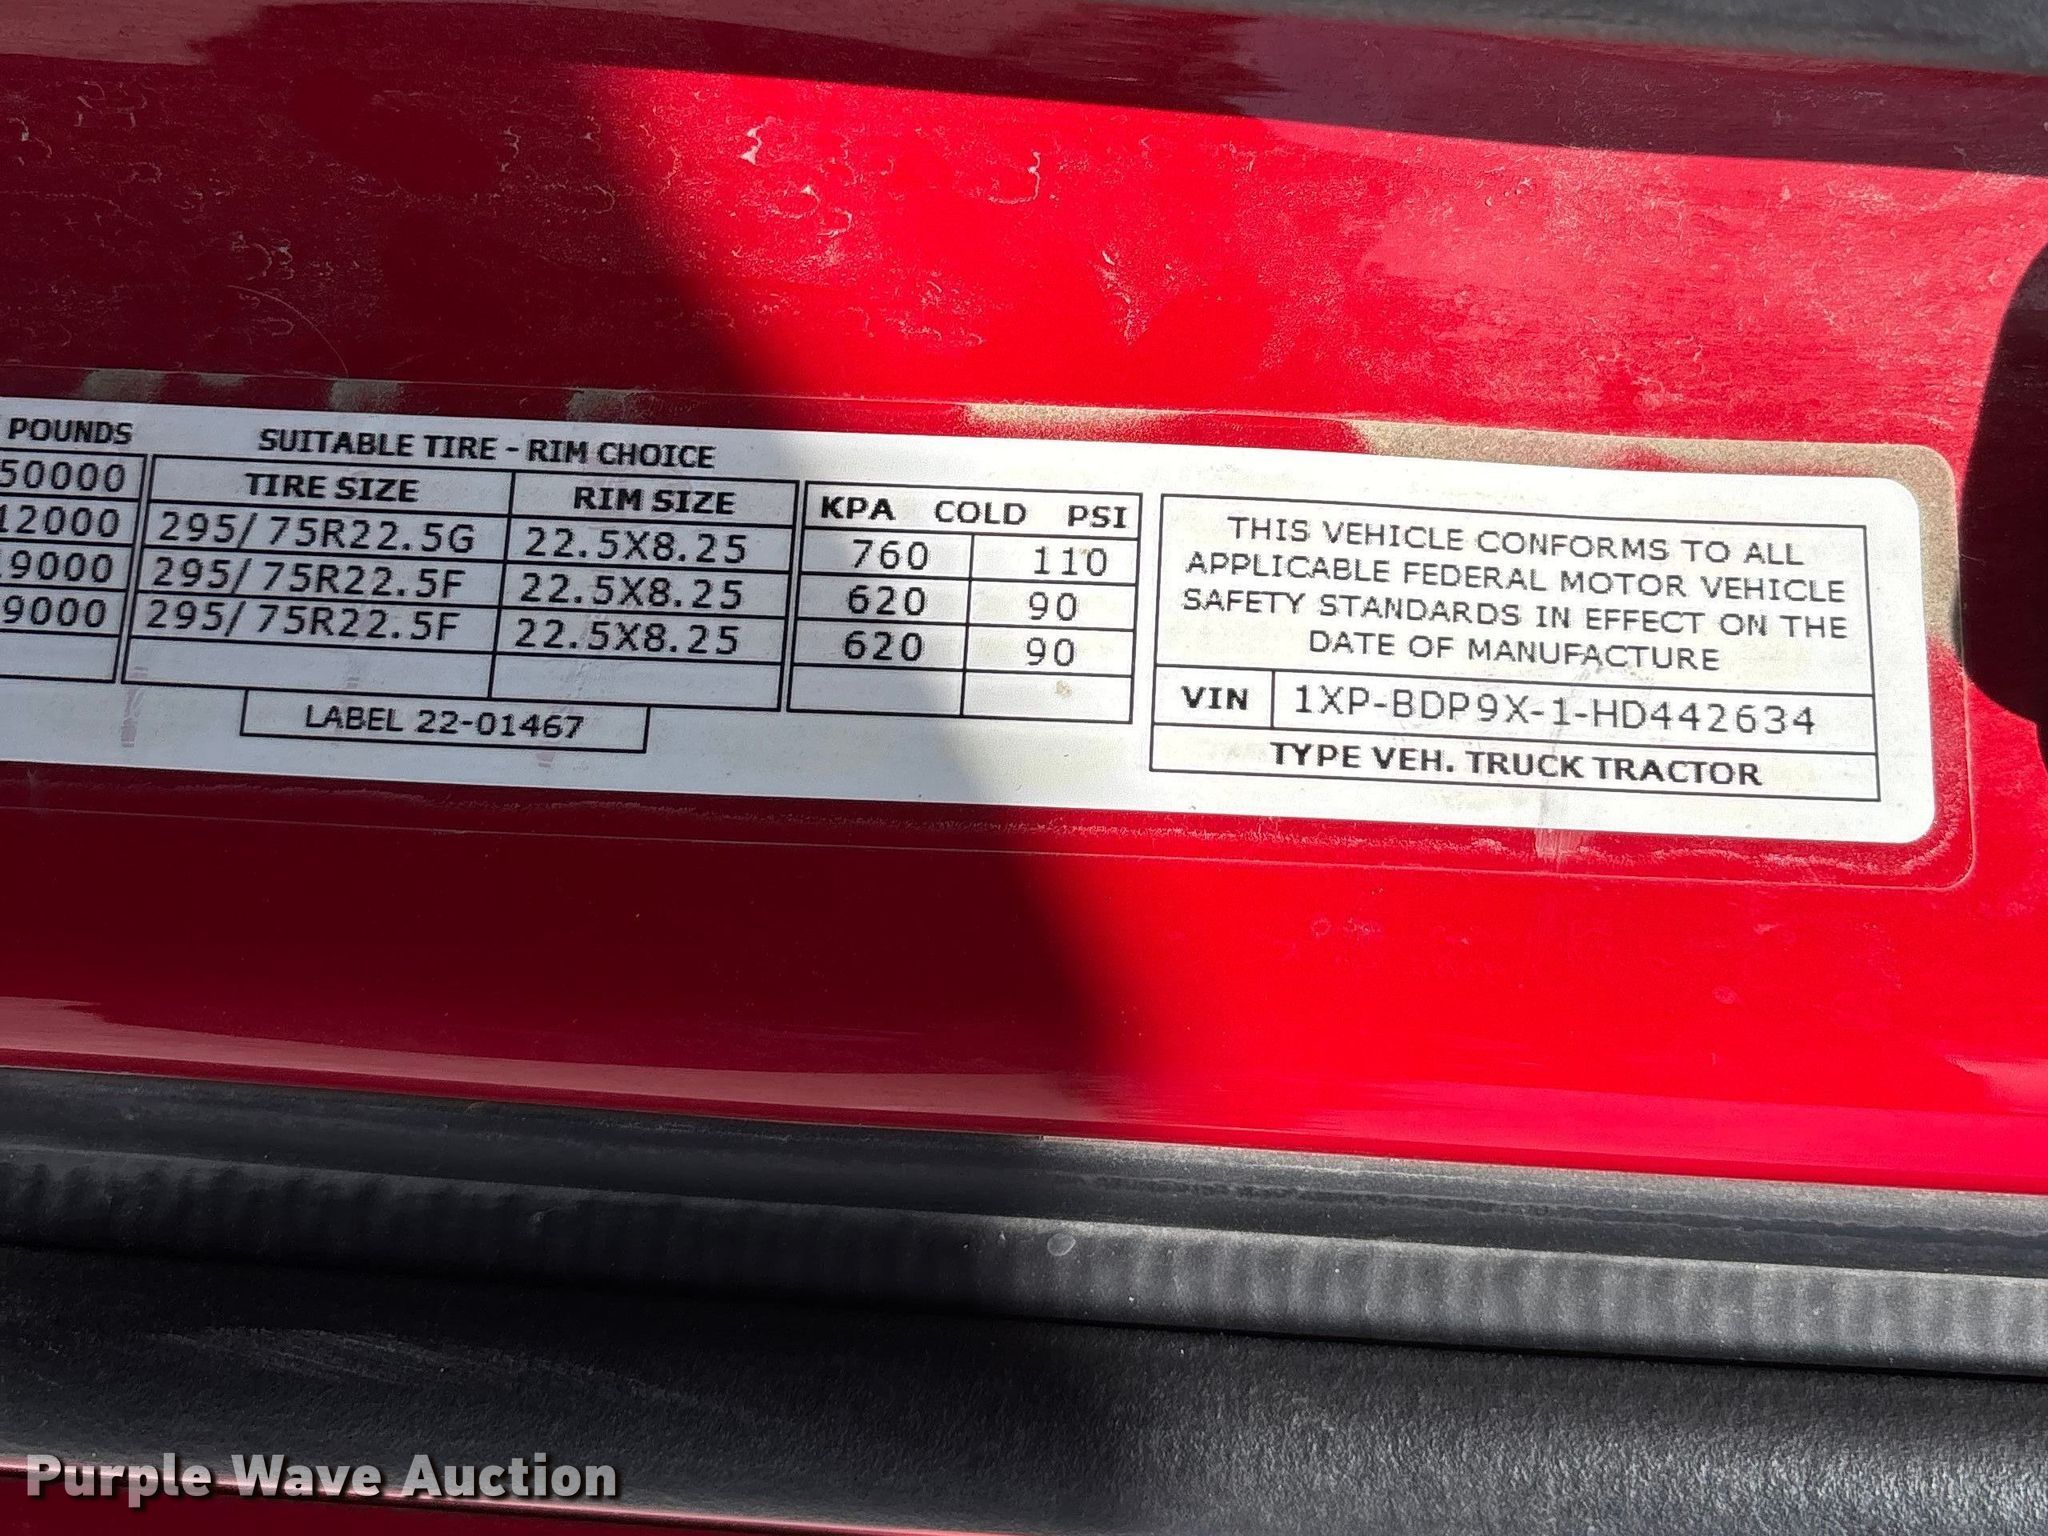 POUNDS SUITABLE TIRE - RIM CHOICE
50000 TIRE SIZE RIM SIZE KPA COLD PSI
12000 295/75R22.5G 22.5X8.25 760 110
9000 295/75R22.5F 22.5X8.25 620 90
9000 295/75R22.5F 22.5X8.25 620 90
LABEL 22-01467
THIS VEHICLE CONFORMS TO ALL
APPLICABLE FEDERAL MOTOR VEHICLE
SAFETY STANDARDS IN EFFECT ON THE
DATE OF MANUFACTURE
VIN 1XP-BDP9X-1-HD442634
TYPE VEH. TRUCK TRACTOR
Purple Wave Auction